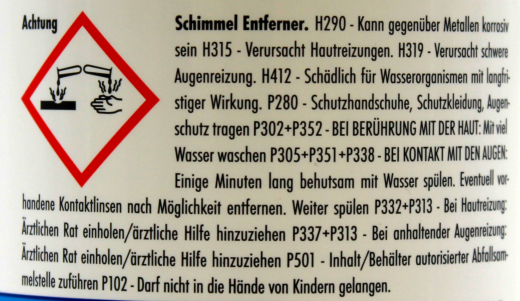 Achtung
Schimmel Entferner. H290 - Kann gegenüber Metallen korrosiv
sein H315 - Verursacht Hautreizungen. H319 - Verursacht schwere
Augenreizung. H412 - Schädlich für Wasserorganismen mit langfri-
stiger Wirkung. P280 - Schutzhandschuhe, Schutzkleidung, Augen-
schutz tragen P302+P352 - BEI BERÜHRUNG MIT DER HAUT: Mit viel
Wasser waschen P305+P351+P338 - BEI KONTAKT MIT DEN AUGEN:
Einige Minuten lang behutsam mit Wasser spülen. Eventuell vor-
handene Kontaktlinsen nach Möglichkeit entfernen. Weiter spülen P332+P313 - Bei Hautreizung:
Ärztlichen Rat einholen/ärztliche Hilfe hinzuziehen P337+P313 - Bei anhaltender Augenreizung:
Ärztlichen Rat einholen/ärztliche Hilfe hinzuziehen P501 - Inhalt/Behälter autorisierter Abfallsam-
melstelle zuführen P102 - Darf nicht in die Hände von Kindern gelangen.